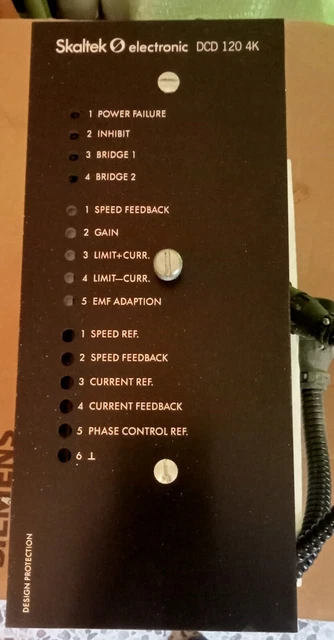 Skaltek electronic DCD 120 4K
1 POWER FAILURE
2 INHIBIT
3 BRIDGE 1
4 BRIDGE 2
1 SPEED FEEDBACK
2 GAIN
3 LIMIT+CURR.
4 LIMIT—CURR.
5 EMF ADAPTION
1 SPEED REF.
2 SPEED FEEDBACK
3 CURRENT REF.
4 CURRENT FEEDBACK
5 PHASE CONTROL REF.
6 ⊥
DESIGN PROTECTION
SIEMENS